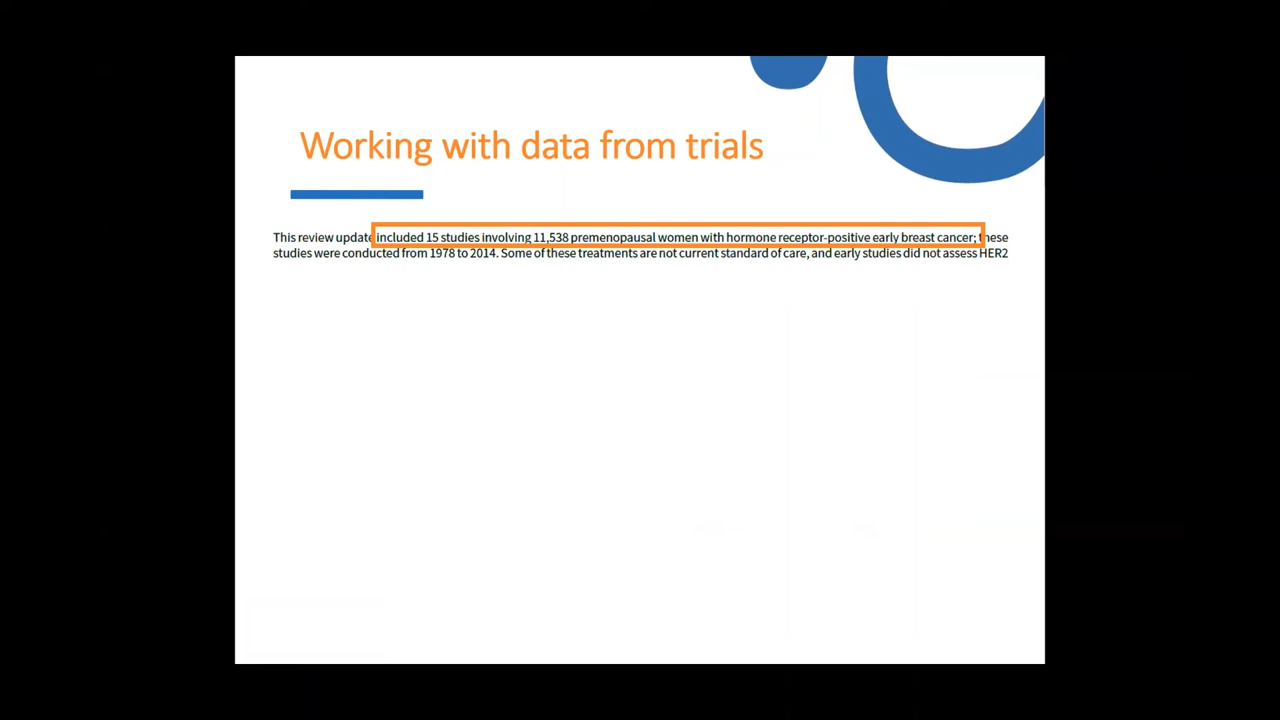 Working with data from trials
This review update included 15 studies involving 11,538 premenopausal women with hormone receptor-positive early breast cancer; these
studies were conducted from 1978 to 2014. Some of these treatments are not current standard of care, and early studies did not assess HER2